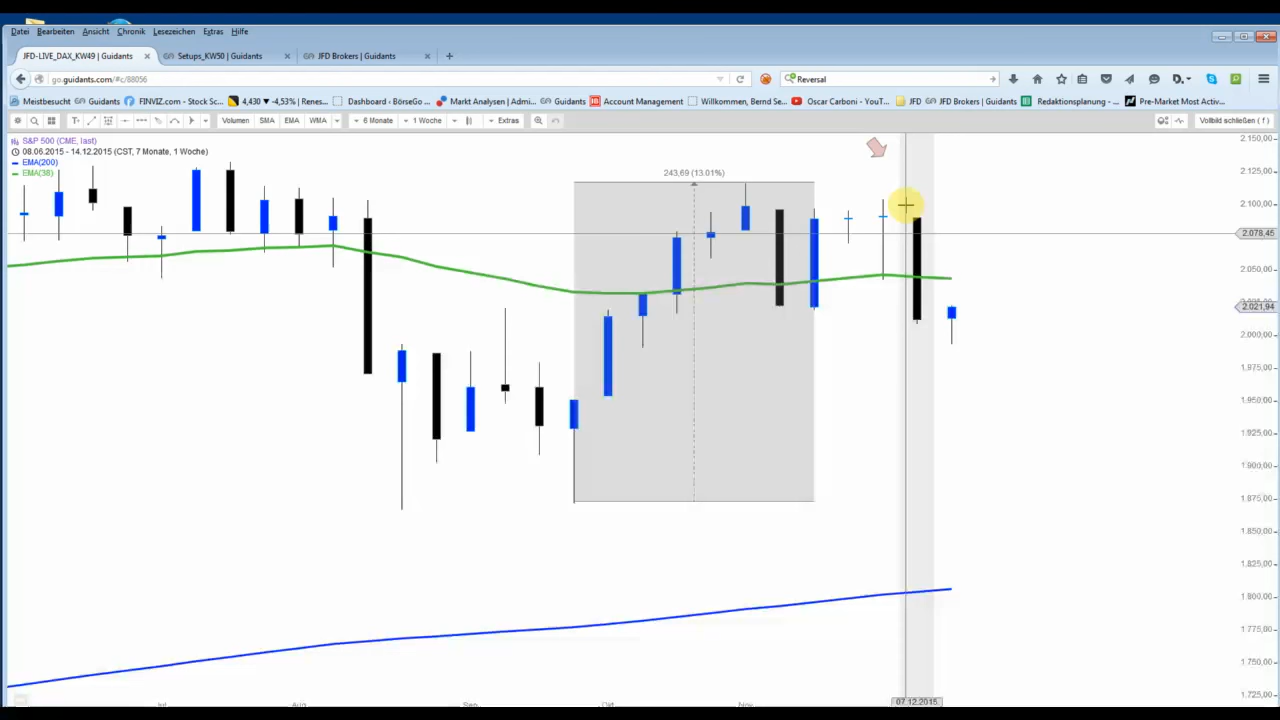 Datei Bearbeiten Ansicht Chronik Lesezeichen Extras Hilfe
JFD-LIVE_DAX_KW49 | Guidants × Setups_KW50 | Guidants × JFD Brokers | Guidants × +
go.guidants.com/#c/88056 Reversal
Meistbesucht Guidants FINVIZ.com - Stock Sc... 4,430 ▼ -4,53% | Renes... Dashboard ‹ BörseGo ... Markt Analysen | Admi... Guidants Account Management Willkommen, Bernd Se... Oscar Carboni - YouT... JFD JFD Brokers | Guidants Redaktionsplanung - ... Pre-Market Most Activ...
Volumen SMA EMA WMA 6 Monate 1 Woche Extras Vollbild schließen ( f )
S&P 500 (CME, last)
08.06.2015 - 14.12.2015 (CST, 7 Monate, 1 Woche)
EMA(200)
EMA(38)
243,69 (13.01%)
2.150,00
2.125,00
2.100,00
2.078,45
2.050,00
2.021,94
2.000,00
1.975,00
1.950,00
1.925,00
1.900,00
1.875,00
1.850,00
1.825,00
1.800,00
1.775,00
1.750,00
1.725,00
Jul Aug Sep Okt Nov 07.12.2015